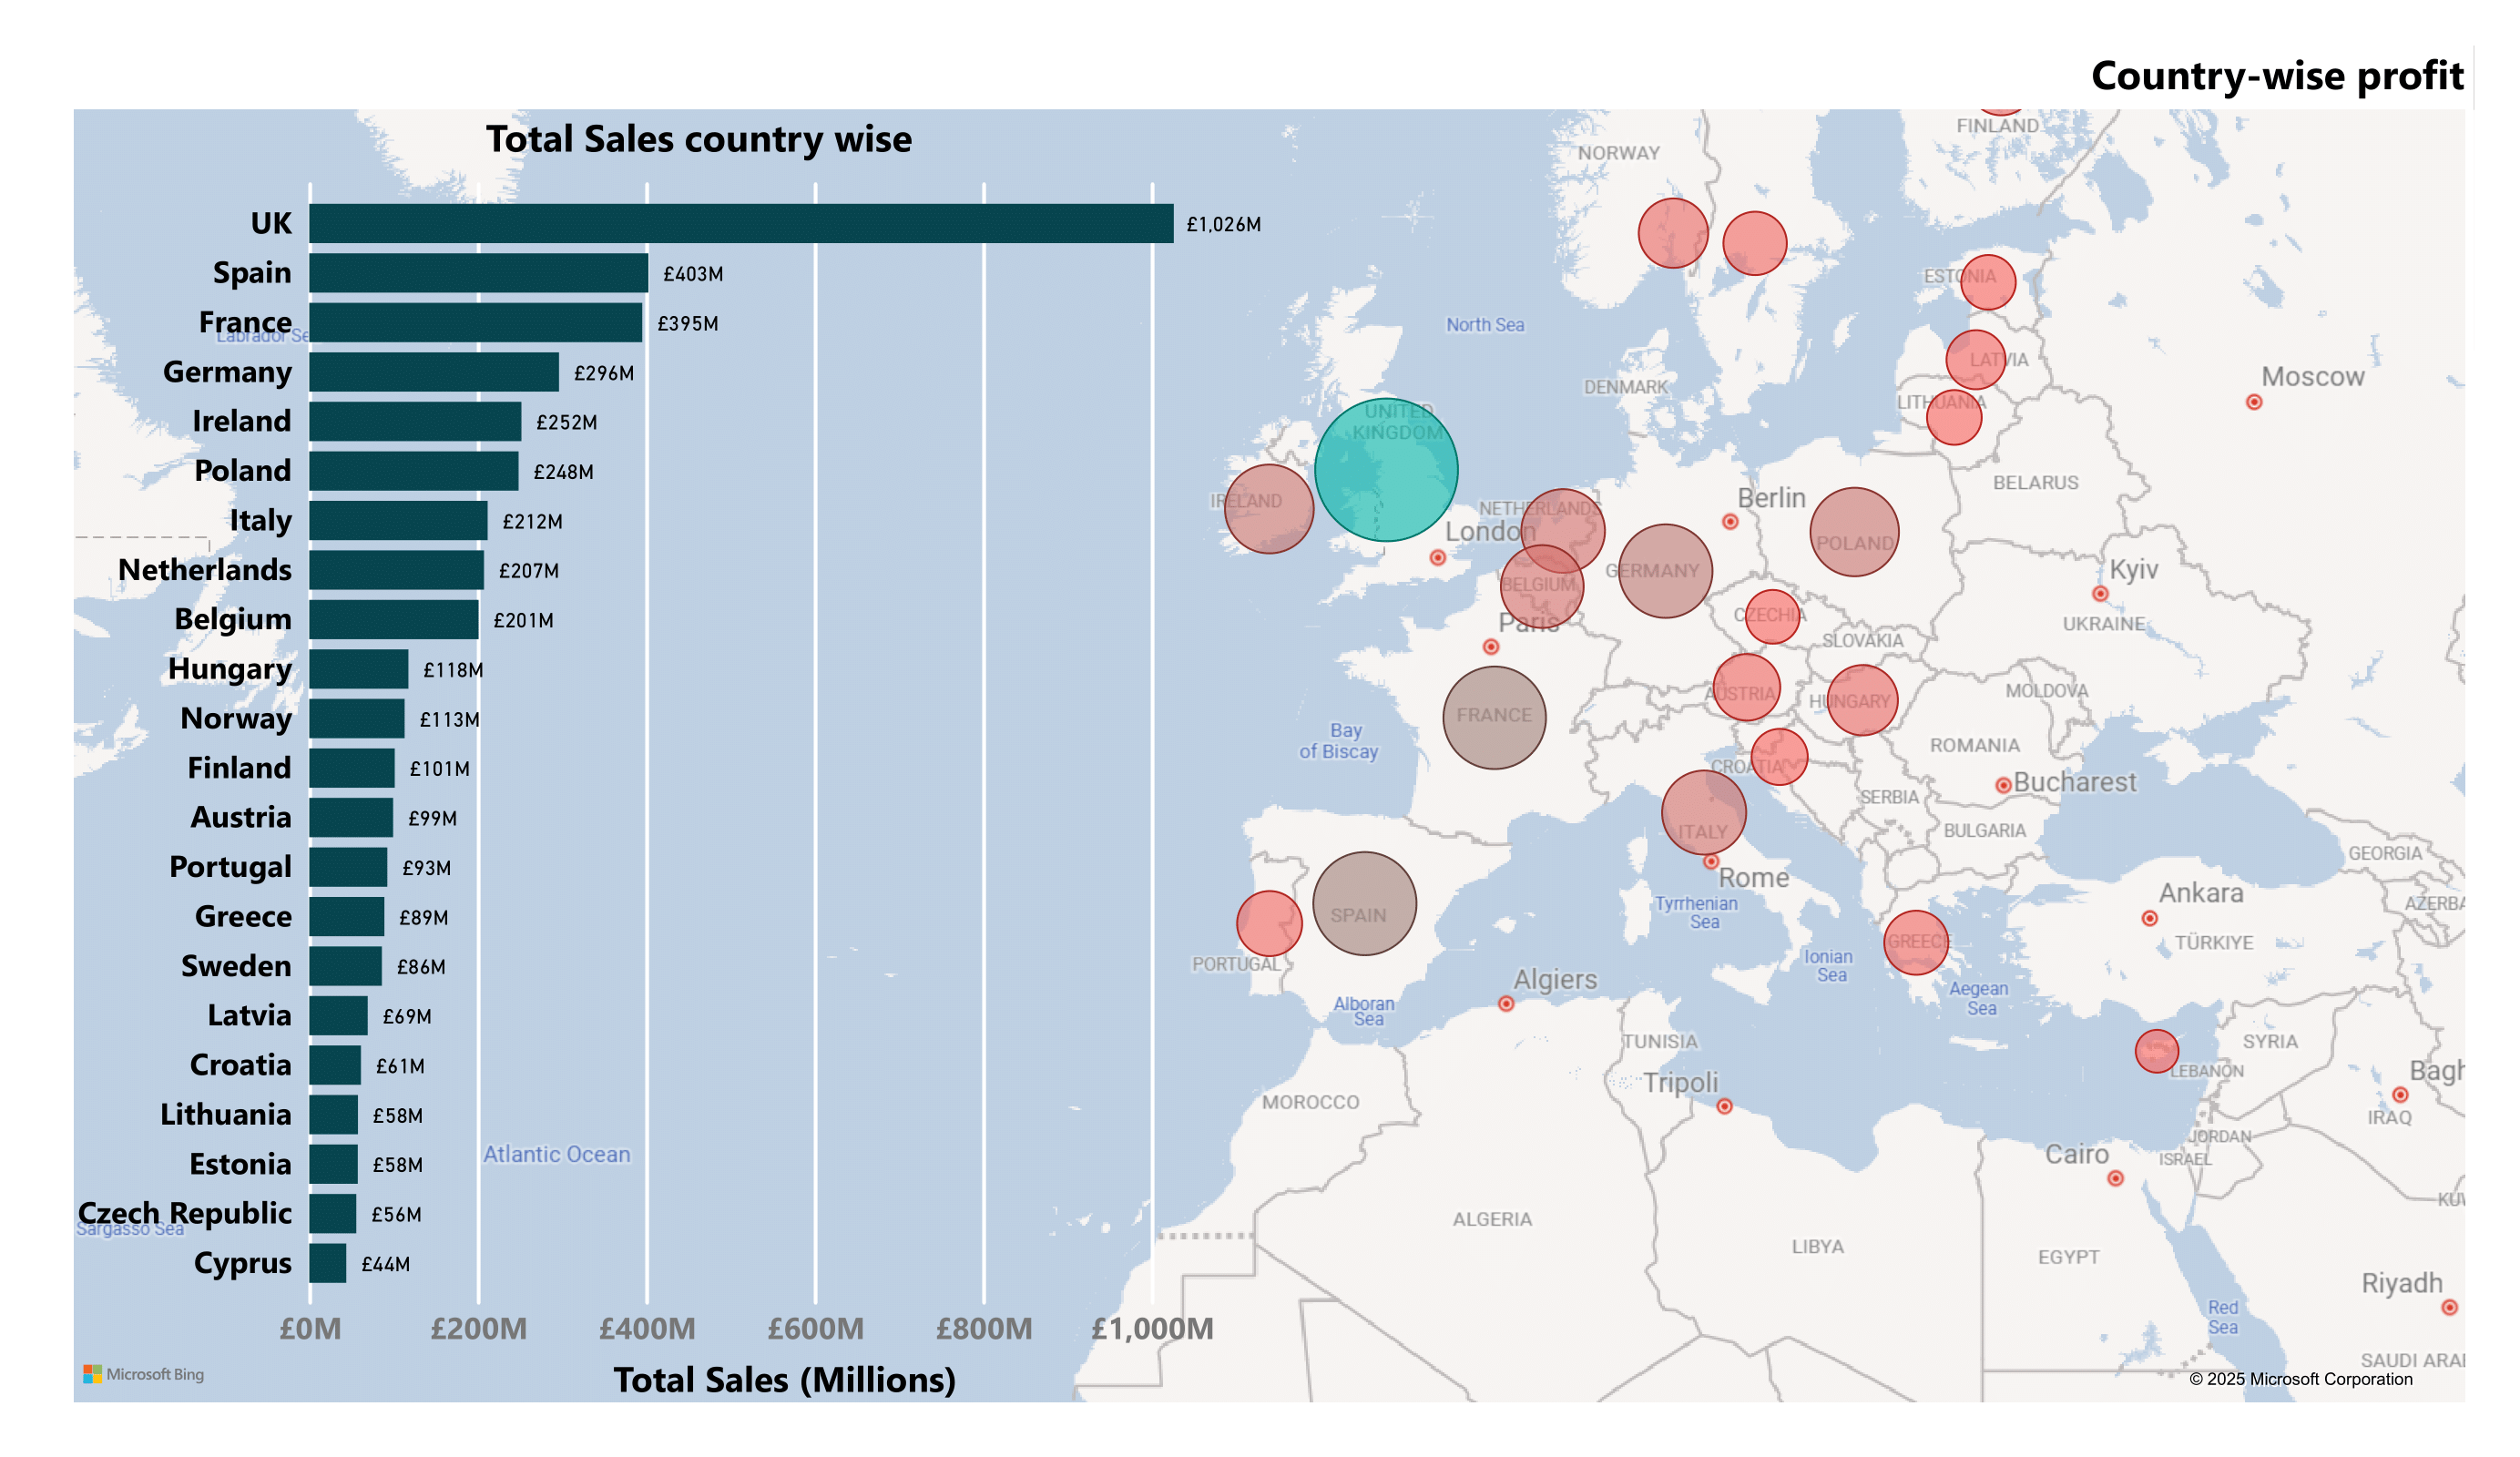 Country-wise profit
Total Sales country wise
UK £1,026M
Spain £403M
France £395M
Germany £296M
Ireland £252M
Poland £248M
Italy £212M
Netherlands £207M
Belgium £201M
Hungary £118M
Norway £113M
Finland £101M
Austria £99M
Portugal £93M
Greece £89M
Sweden £86M
Latvia £69M
Croatia £61M
Lithuania £58M
Estonia £58M
Czech Republic £56M
Cyprus £44M
£0M £200M £400M £600M £800M £1,000M
Total Sales (Millions)
Microsoft Bing
Sargasso Sea
Atlantic Ocean
FINLAND
NORWAY
ESTONIA
North Sea
LATVIA
Moscow
DENMARK
LITHUANIA
UNITED
KINGDOM
BELARUS
IRELAND
NETHERLANDS
Berlin
London
POLAND
GERMANY
BELGIUM
Kyiv
CZECHIA
Paris
UKRAINE
SLOVAKIA
AUSTRIA
HUNGARY
MOLDOVA
FRANCE
Bay
of Biscay
ROMANIA
CROATIA
Bucharest
SERBIA
ITALY
BULGARIA
GEORGIA
Rome
Ankara
SPAIN
Tyrrhenian
Sea
GREECE
TÜRKIYE
PORTUGAL
Ionian
Sea
Algiers
Aegean
Sea
Alboran
Sea
TUNISIA
SYRIA
LEBANON
Tripoli
MOROCCO
IRAQ
JORDAN
Cairo
ISRAEL
ALGERIA
LIBYA
EGYPT
Riyadh
Red
Sea
© 2025 Microsoft Corporation